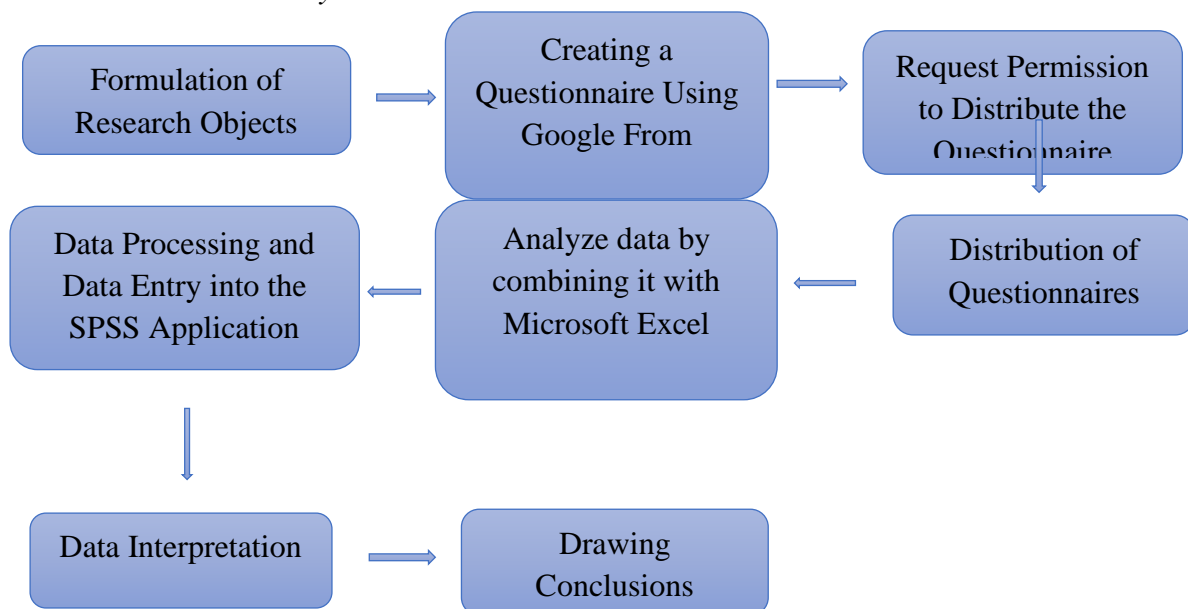 Formulation of
Research Objects
Creating a
Questionnaire Using
Google From
Request Permission
to Distribute the
Questionnaire
Distribution of
Questionnaires
Analyze data by
combining it with
Microsoft Excel
Data Processing and
Data Entry into the
SPSS Application
Data Interpretation
Drawing
Conclusions